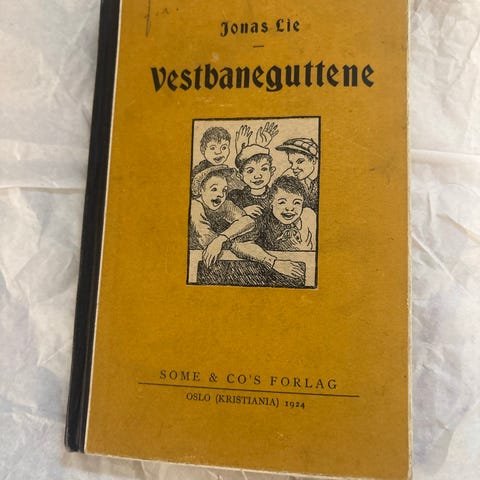 Jonas Lie
Vestbaneguttene
SOME & CO'S FORLAG
OSLO (KRISTIANIA) 1924